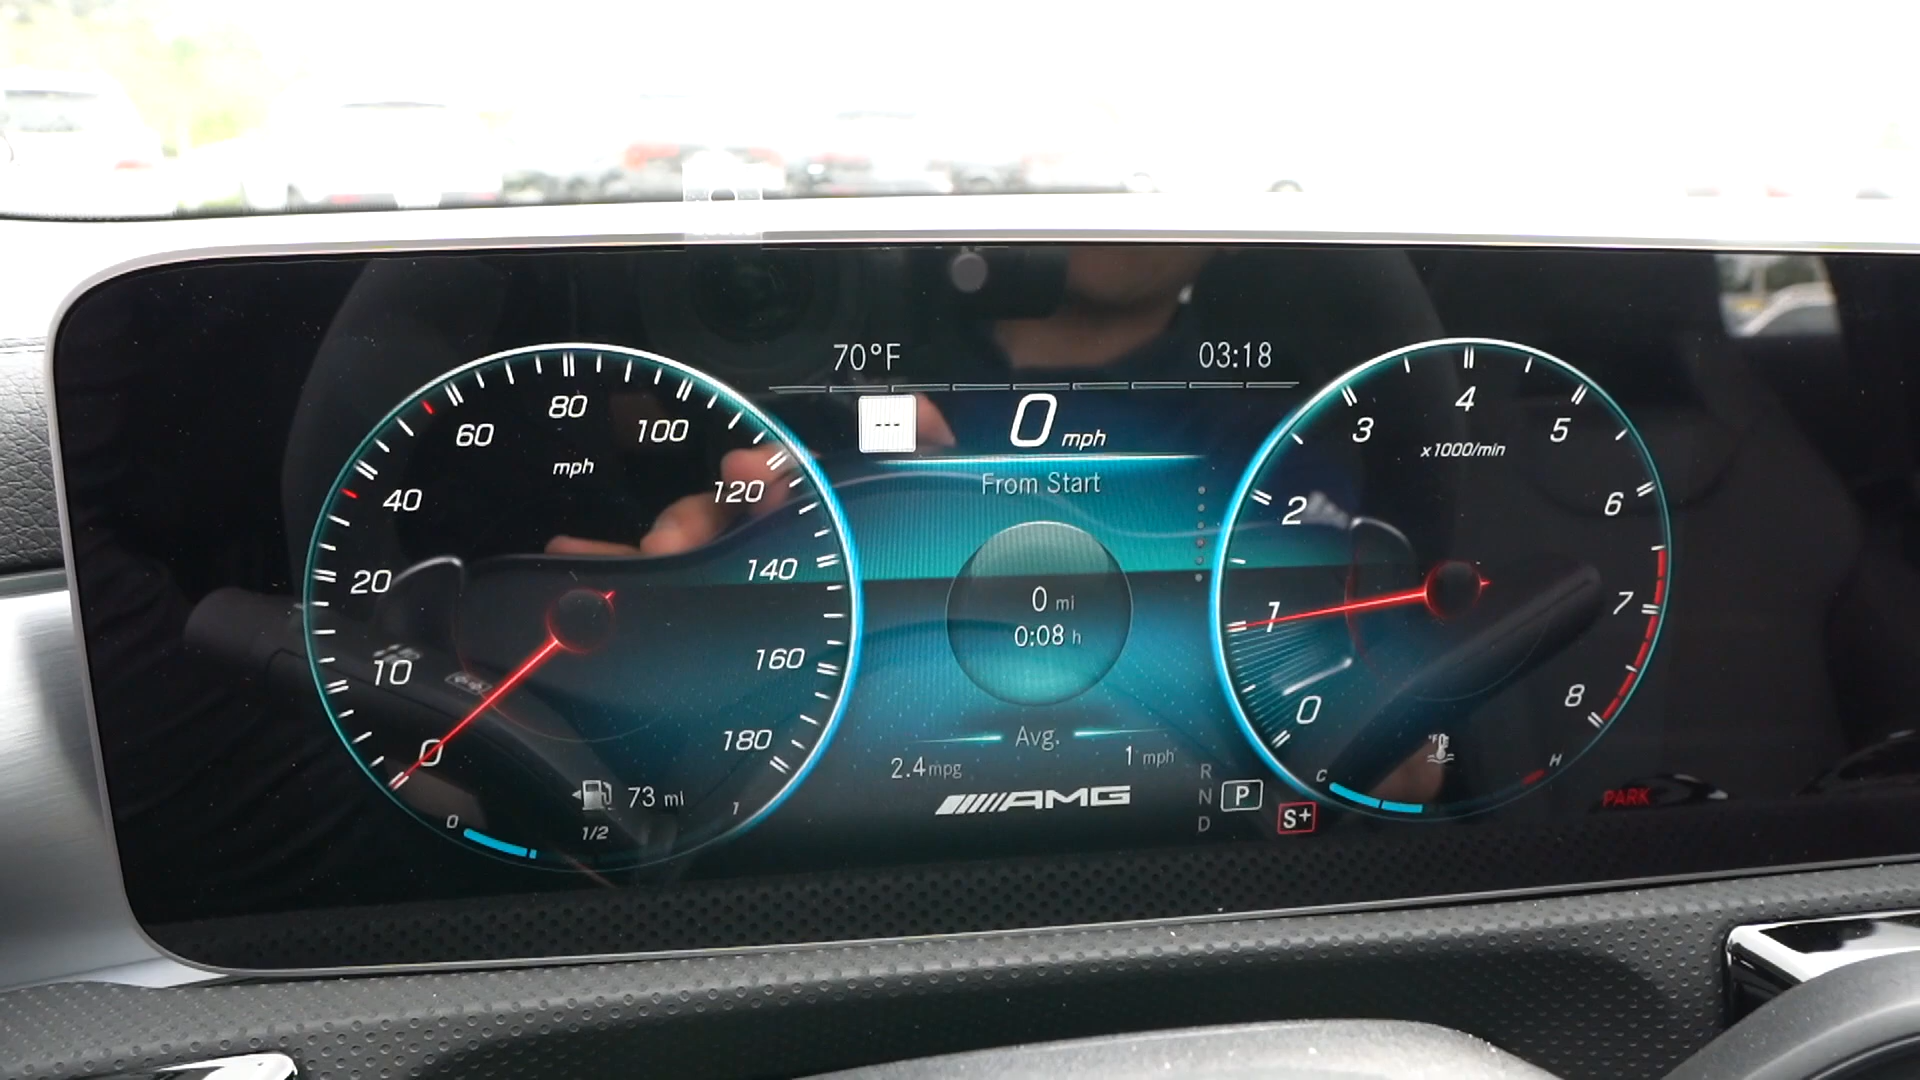 70°F
03:18
---
0 mph
From Start
0 mi
0:08 h
Avg.
2.4 mpg
1 mph
AMG
0
10
20
40
60
80
100
120
140
160
180
mph
73 mi
0
1/2
1
0
1
2
3
4
5
6
7
8
x1000/min
R
N
D
P
S+
C
°F
H
PARK